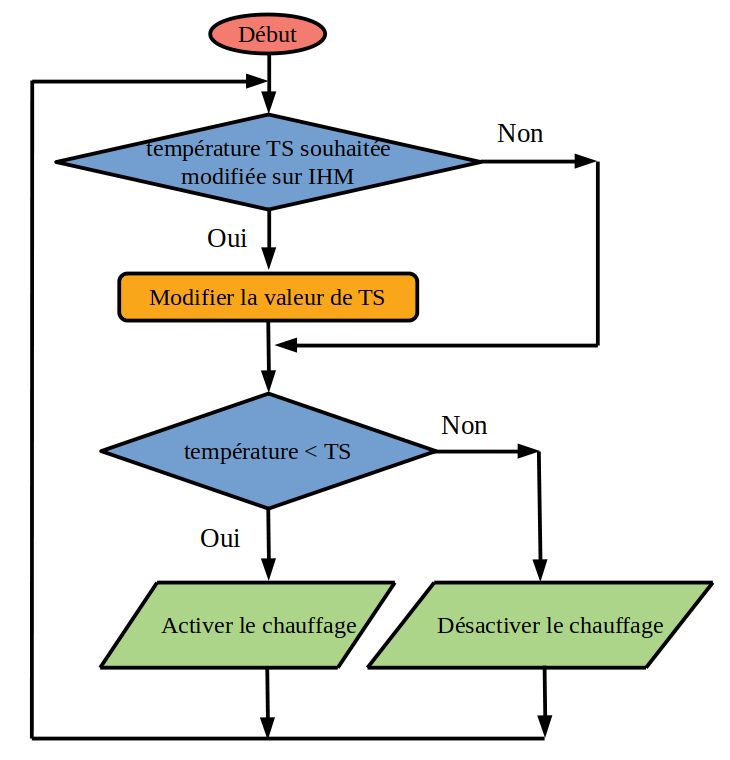 Début
température TS souhaitée
modifiée sur IHM
Non
Oui
Modifier la valeur de TS
température < TS
Non
Oui
Activer le chauffage
Désactiver le chauffage